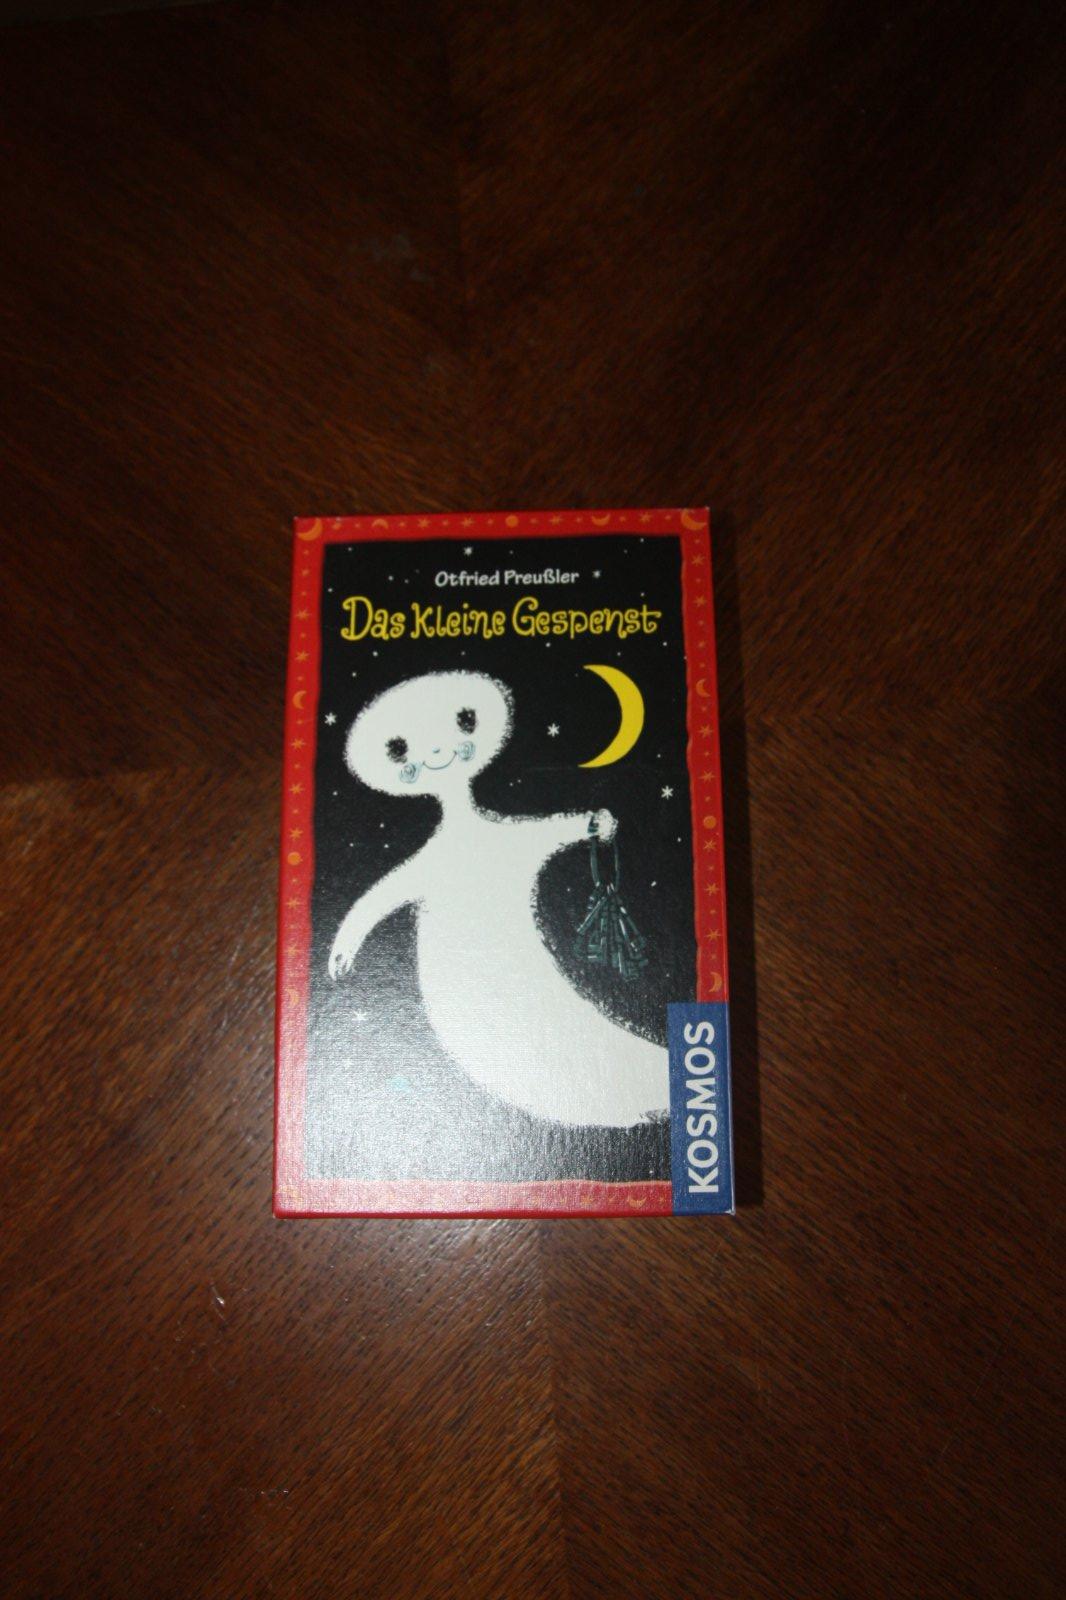 Otfried Preußler
Das kleine Gespenst
KOSMOS